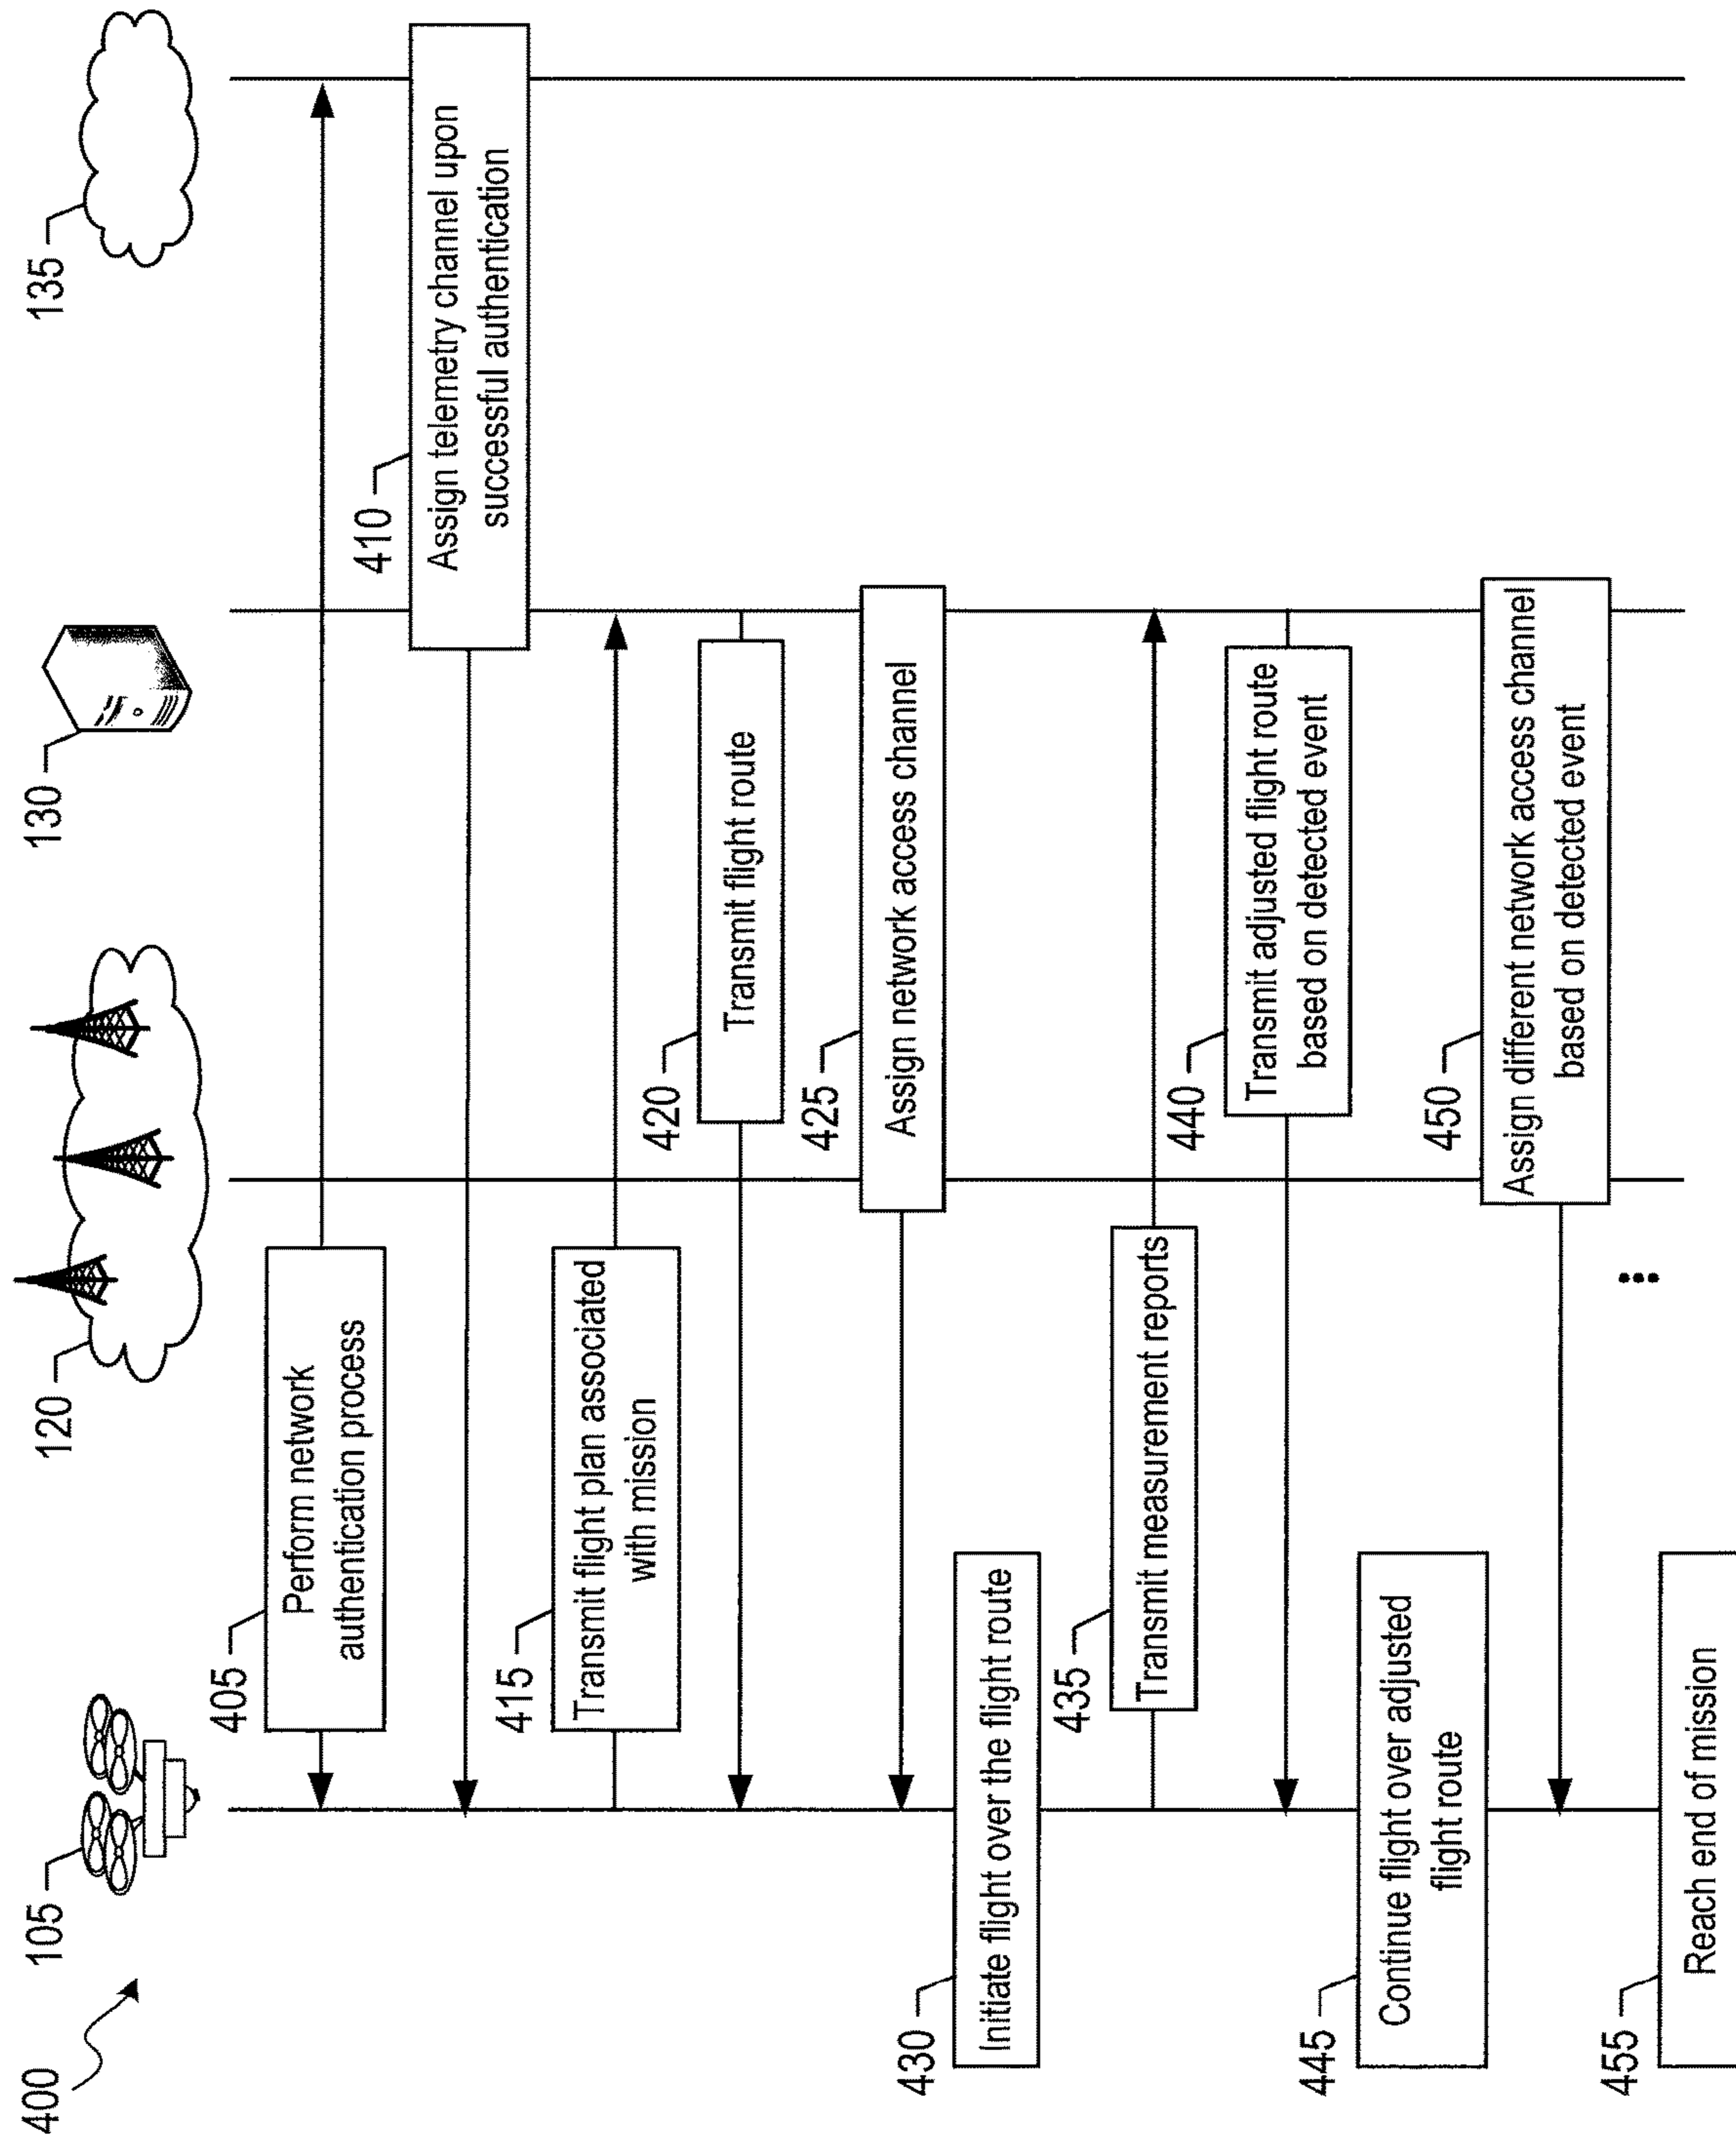 400
105
120
130
135
405
Perform network
authentication process
410
Assign telemetry channel upon
successful authentication
415
Transmit flight plan associated
with mission
420
Transmit flight route
425
Assign network access channel
430
Initiate flight over the flight route
435
Transmit measurement reports
440
Transmit adjusted flight route
based on detected event
445
Continue flight over adjusted
flight route
450
Assign different network access channel
based on detected event
...
455
Reach end of mission